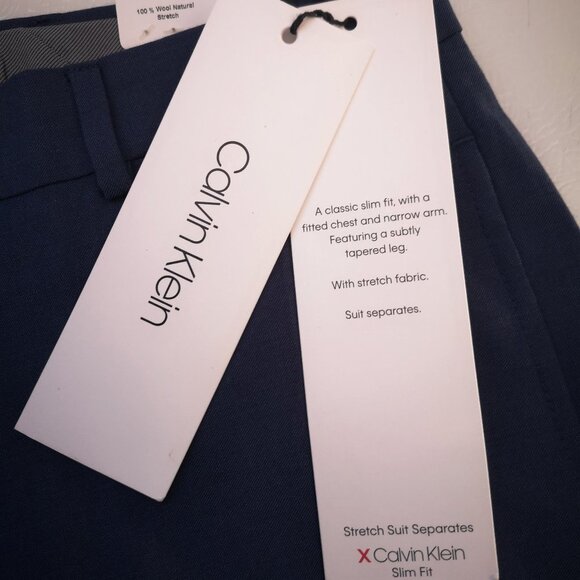 100 % Wool Natural
Stretch
Calvin Klein
A classic slim fit, with a
fitted chest and narrow arm.
Featuring a subtly
tapered leg.
With stretch fabric.
Suit separates.
Stretch Suit Separates
X Calvin Klein
Slim Fit